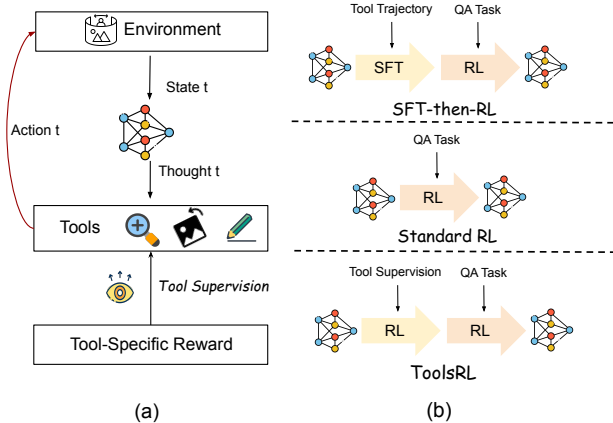 Environment
State t
Action t
Thought t
Tools
Tool Supervision
Tool-Specific Reward
(a)
Tool Trajectory QA Task
SFT RL
SFT-then-RL
QA Task
RL
Standard RL
Tool Supervision QA Task
RL RL
ToolsRL
(b)